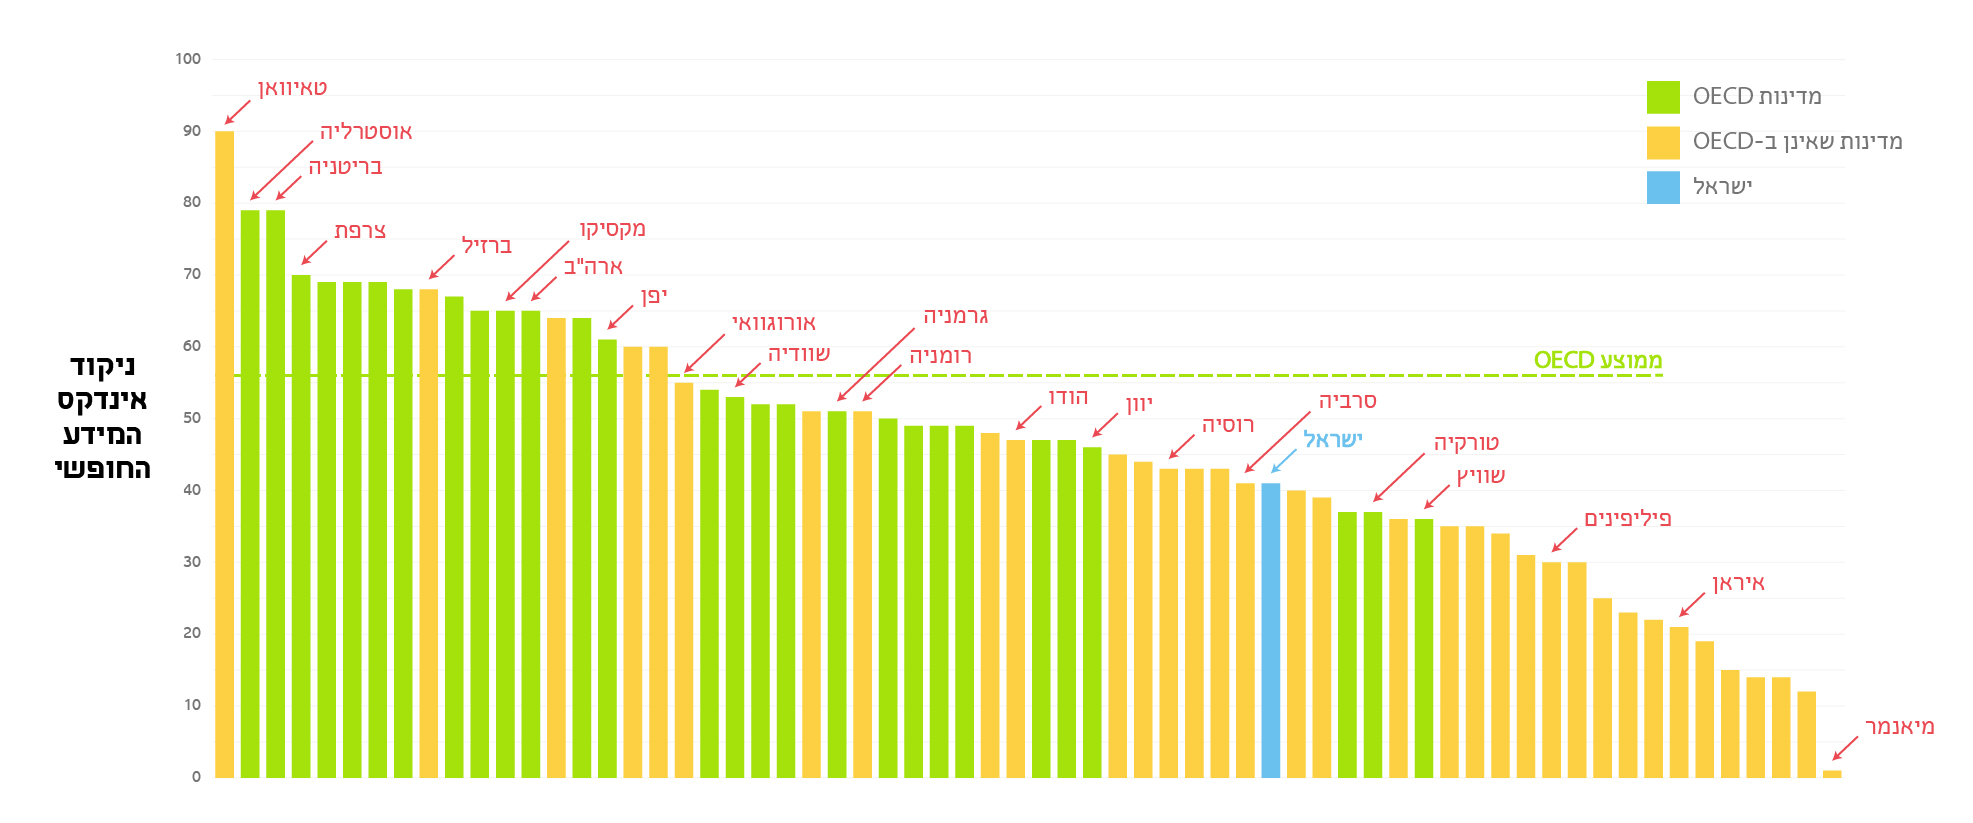 ניקוד
אינדקס
המידע
החופשי
100
90
80
70
60
50
40
30
20
10
0
טאיוואן
אוסטרליה
בריטניה
צרפת
ברזיל
מקסיקו
ארה"ב
יפן
אורוגוואי
שוודיה
גרמניה
רומניה
הודו
יוון
רוסיה
סרביה
ישראל
טורקיה
שוויץ
פיליפינים
איראן
מיאנמר
ממוצע OECD
מדינות OECD
מדינות שאינן ב-OECD
ישראל